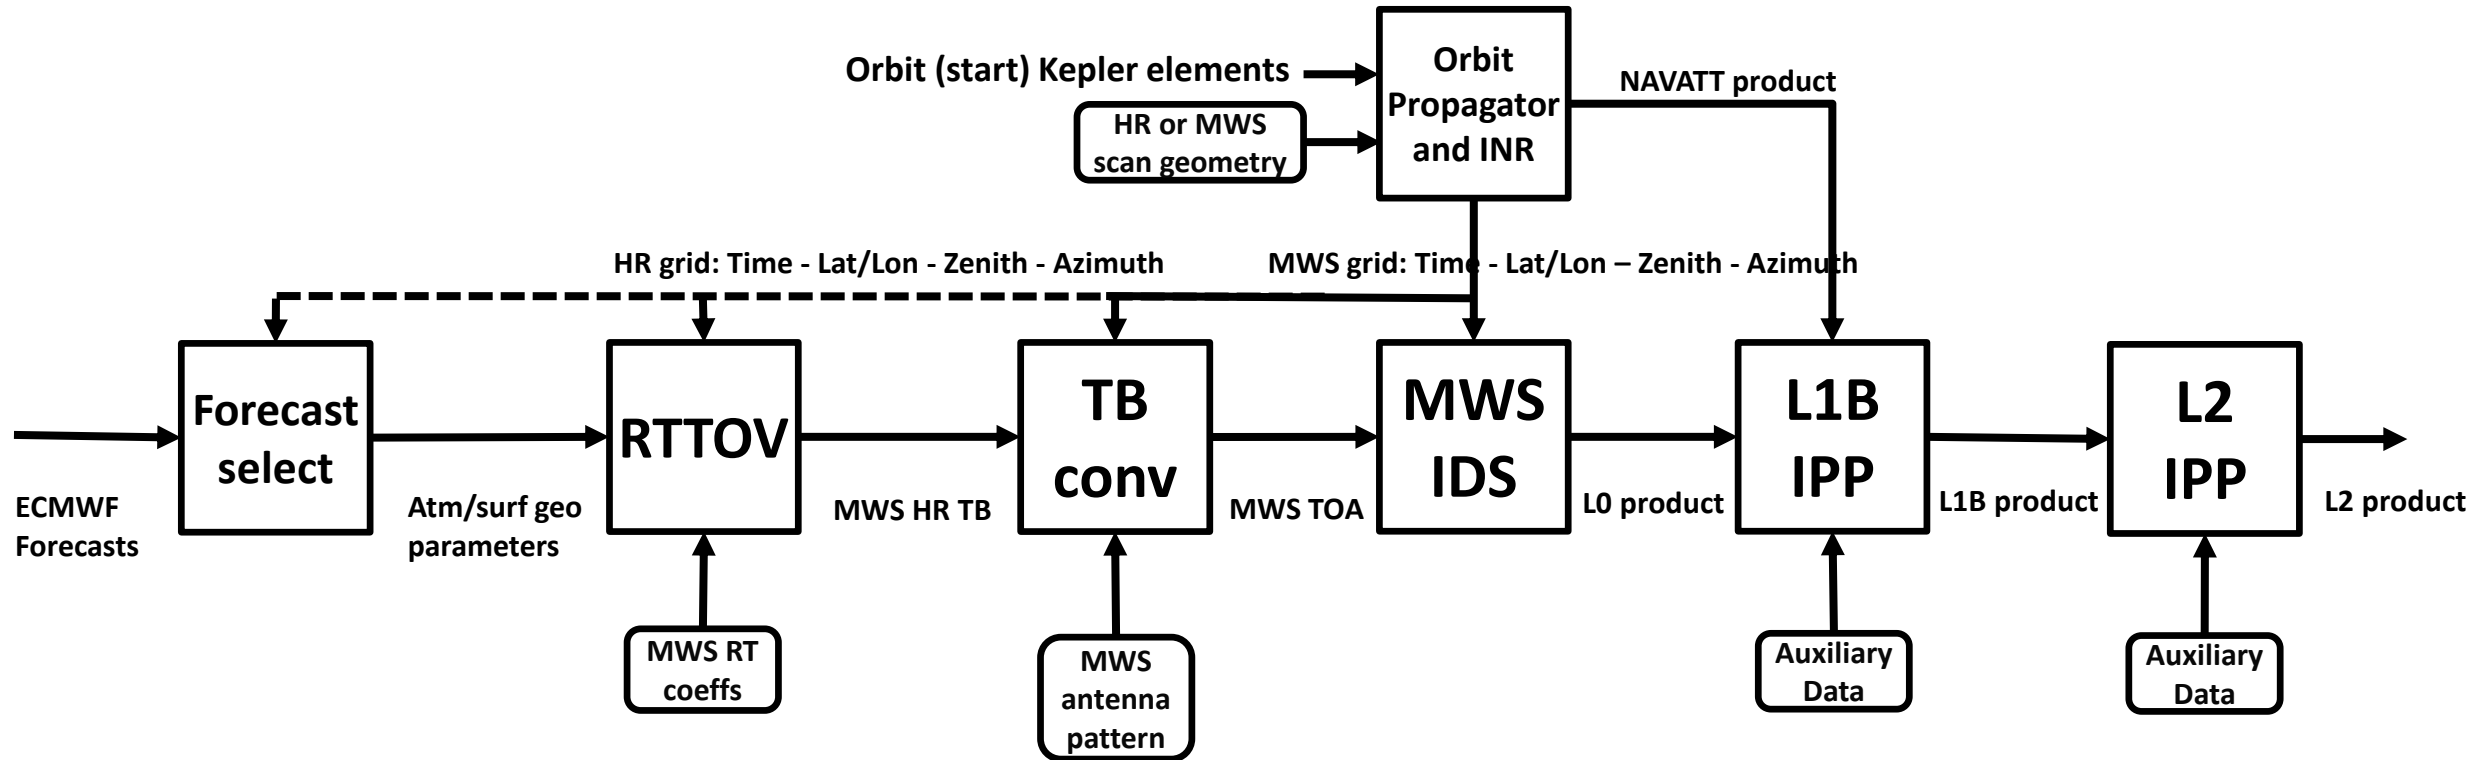 Orbit (start) Kepler elements
Orbit
Propagator
and INR
NAVATT product
HR or MWS
scan geometry
HR grid: Time - Lat/Lon - Zenith - Azimuth
MWS grid: Time - Lat/Lon – Zenith - Azimuth
Forecast
select
RTTOV
TB
conv
MWS
IDS
L1B
IPP
L2
IPP
ECMWF
Forecasts
Atm/surf geo
parameters
MWS HR TB
MWS TOA
L0 product
L1B product
L2 product
MWS RT
coeffs
MWS
antenna
pattern
Auxiliary
Data
Auxiliary
Data